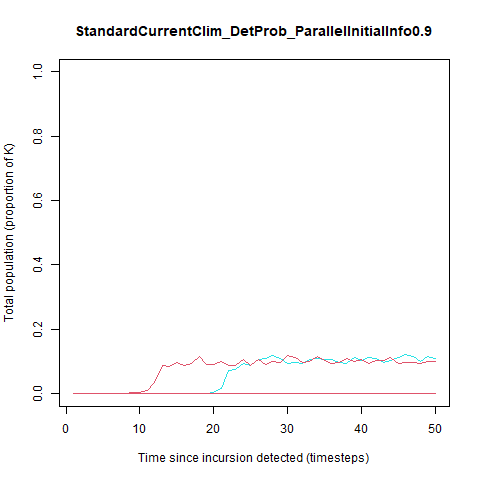 StandardCurrentClim_DetProb_ParallelInitialInfo0.9
Total population (proportion of K)
1.0
0.8
0.6
0.4
0.2
0.0
0 10 20 30 40 50
Time since incursion detected (timesteps)